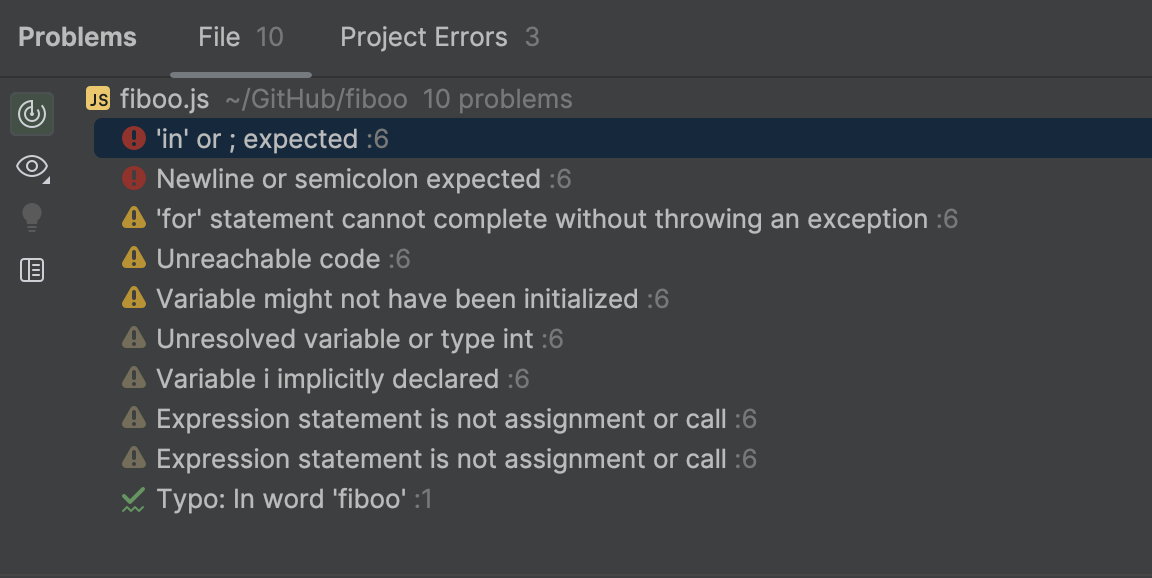 Problems File 10 Project Errors 3
JS fiboo.js ~/GitHub/fiboo 10 problems
'in' or ; expected :6
Newline or semicolon expected :6
'for' statement cannot complete without throwing an exception :6
Unreachable code :6
Variable might not have been initialized :6
Unresolved variable or type int :6
Variable i implicitly declared :6
Expression statement is not assignment or call :6
Expression statement is not assignment or call :6
Typo: In word 'fiboo' :1